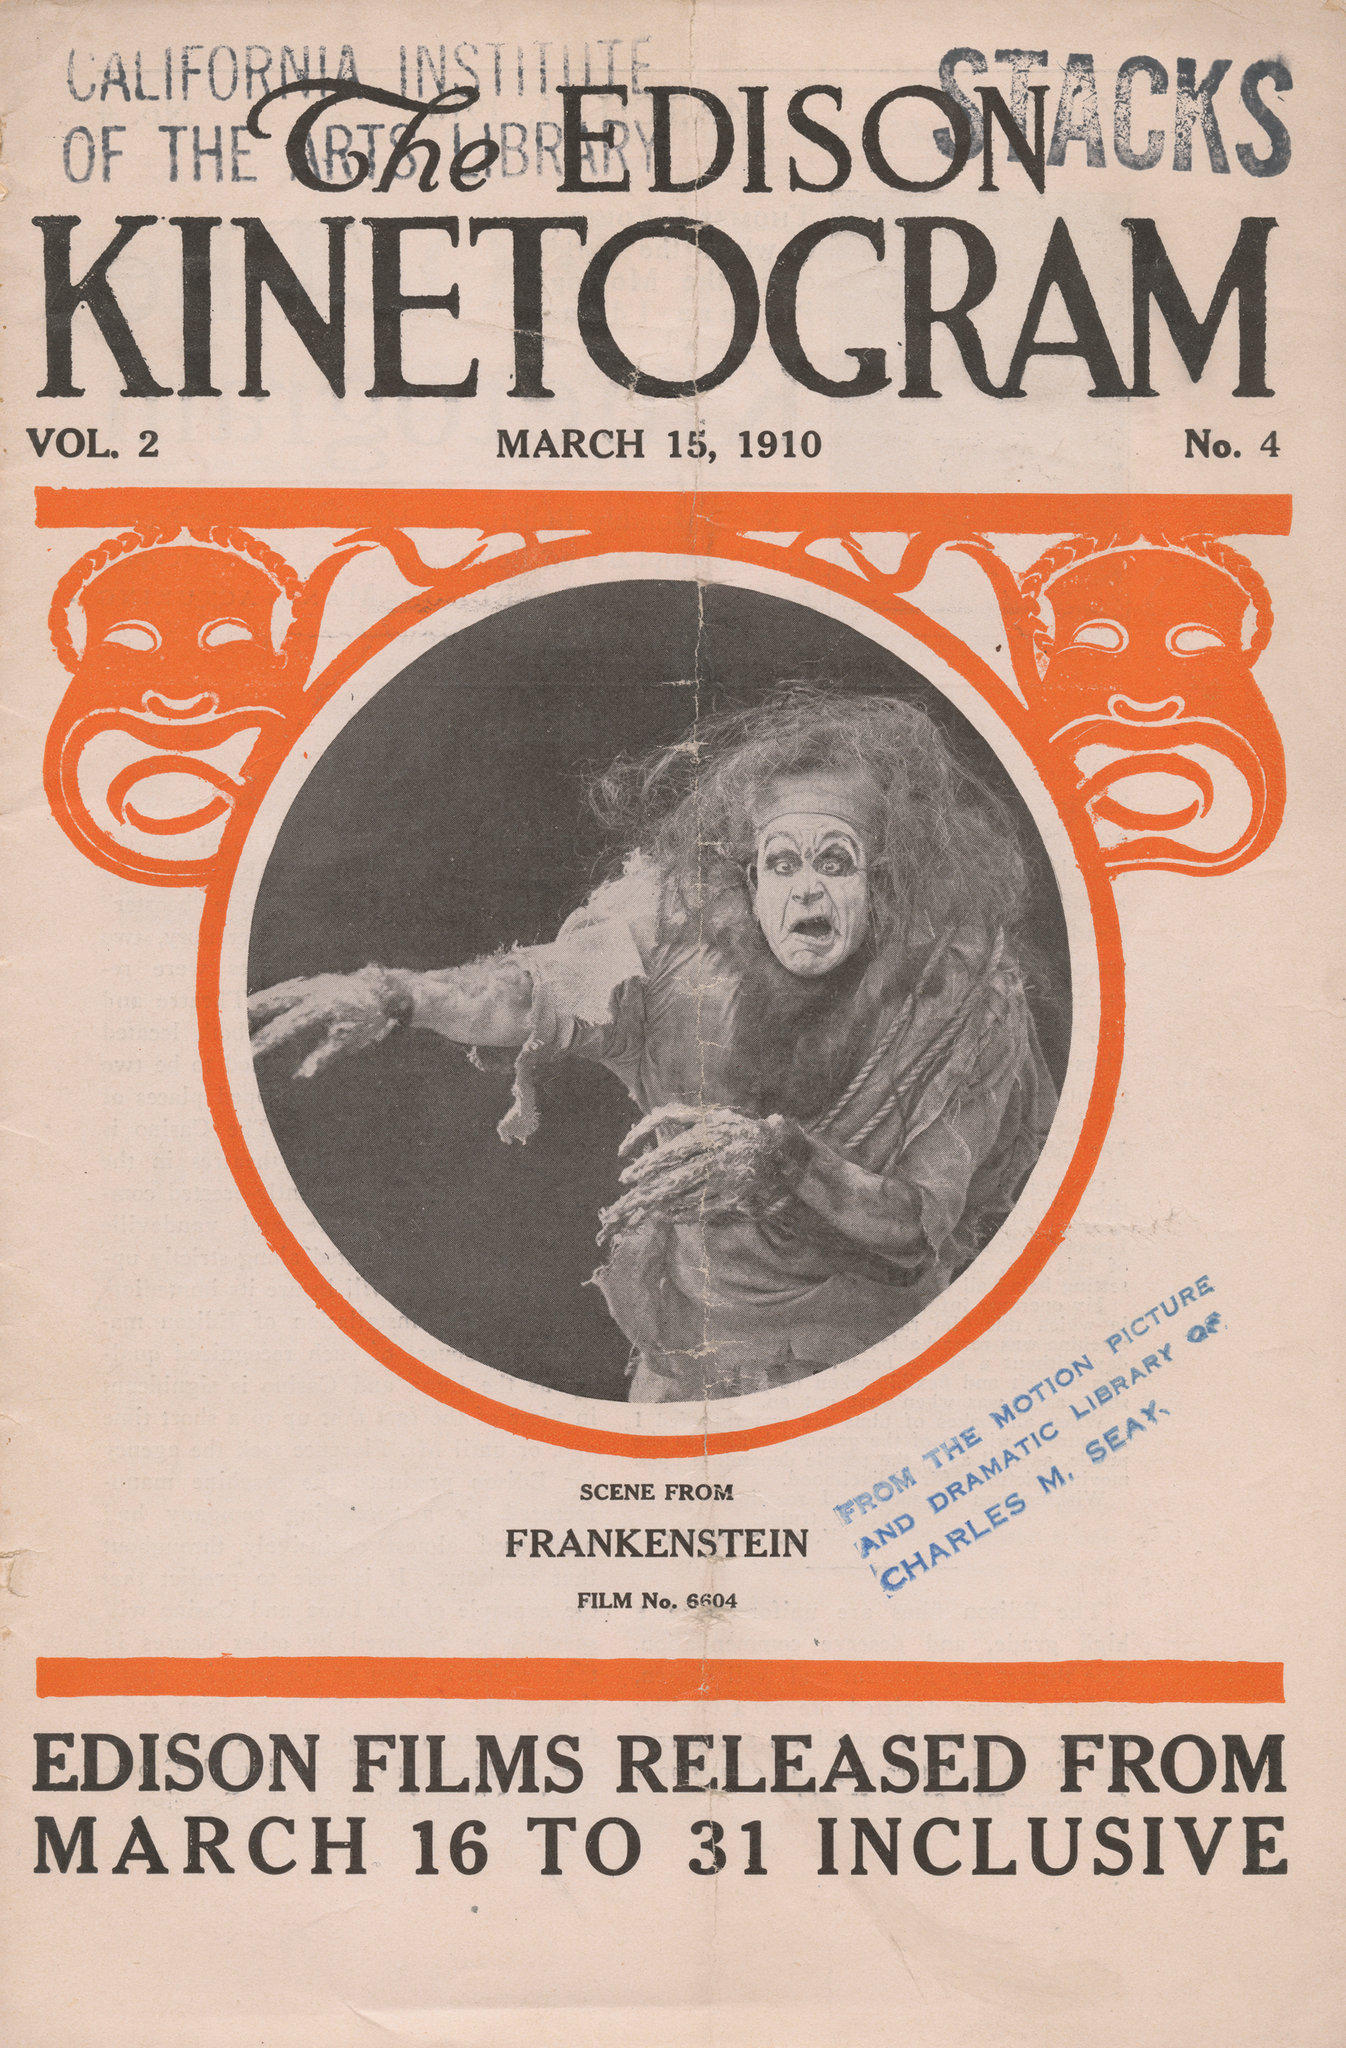 CALIFORNIA INSTITUTE
OF THE ARTS LIBRARY
STACKS
The EDISON
KINETOGRAM
VOL. 2 MARCH 15, 1910 No. 4
SCENE FROM
FRANKENSTEIN
FILM No. 6604
FROM THE MOTION PICTURE
AND DRAMATIC LIBRARY OF
CHARLES M. SEAY.
EDISON FILMS RELEASED FROM
MARCH 16 TO 31 INCLUSIVE